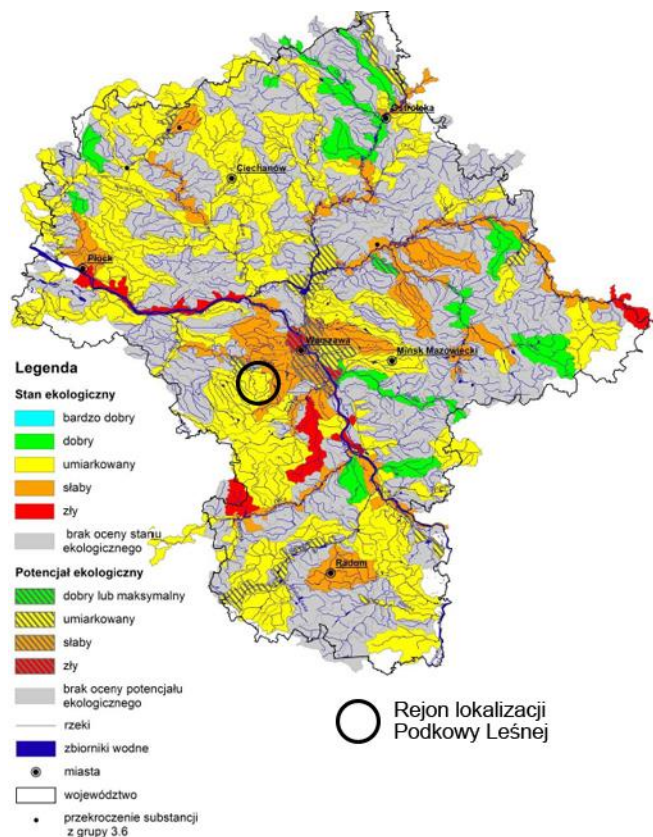 Ostrołęka
Ciechanów
Płock
Warszawa
Mińsk Mazowiecki
Radom
Legenda
Stan ekologiczny
bardzo dobry
dobry
umiarkowany
słaby
zły
brak oceny stanu
ekologicznego
Potencjał ekologiczny
dobry lub maksymalny
umiarkowany
słaby
zły
brak oceny potencjału
ekologicznego
rzeki
zbiorniki wodne
miasta
województwo
przekroczenie substancji
z grupy 3.6
Rejon lokalizacji
Podkowy Leśnej